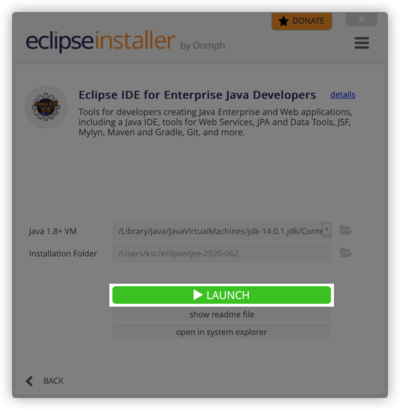 DONATE
eclipseinstaller by Oomph
Eclipse IDE for Enterprise Java Developers details
Tools for developers creating Java Enterprise and Web applications,
including a Java IDE, tools for Web Services, JPA and Data Tools, JSF,
Mylyn, Maven and Gradle, Git, and more.
Java 1.8+ VM /Library/Java/JavaVirtualMachines/jdk-14.0.1.jdk/Conte
Installation Folder /Users/ksc/eclipse/jee-2020-062
LAUNCH
show readme file
open in system explorer
BACK